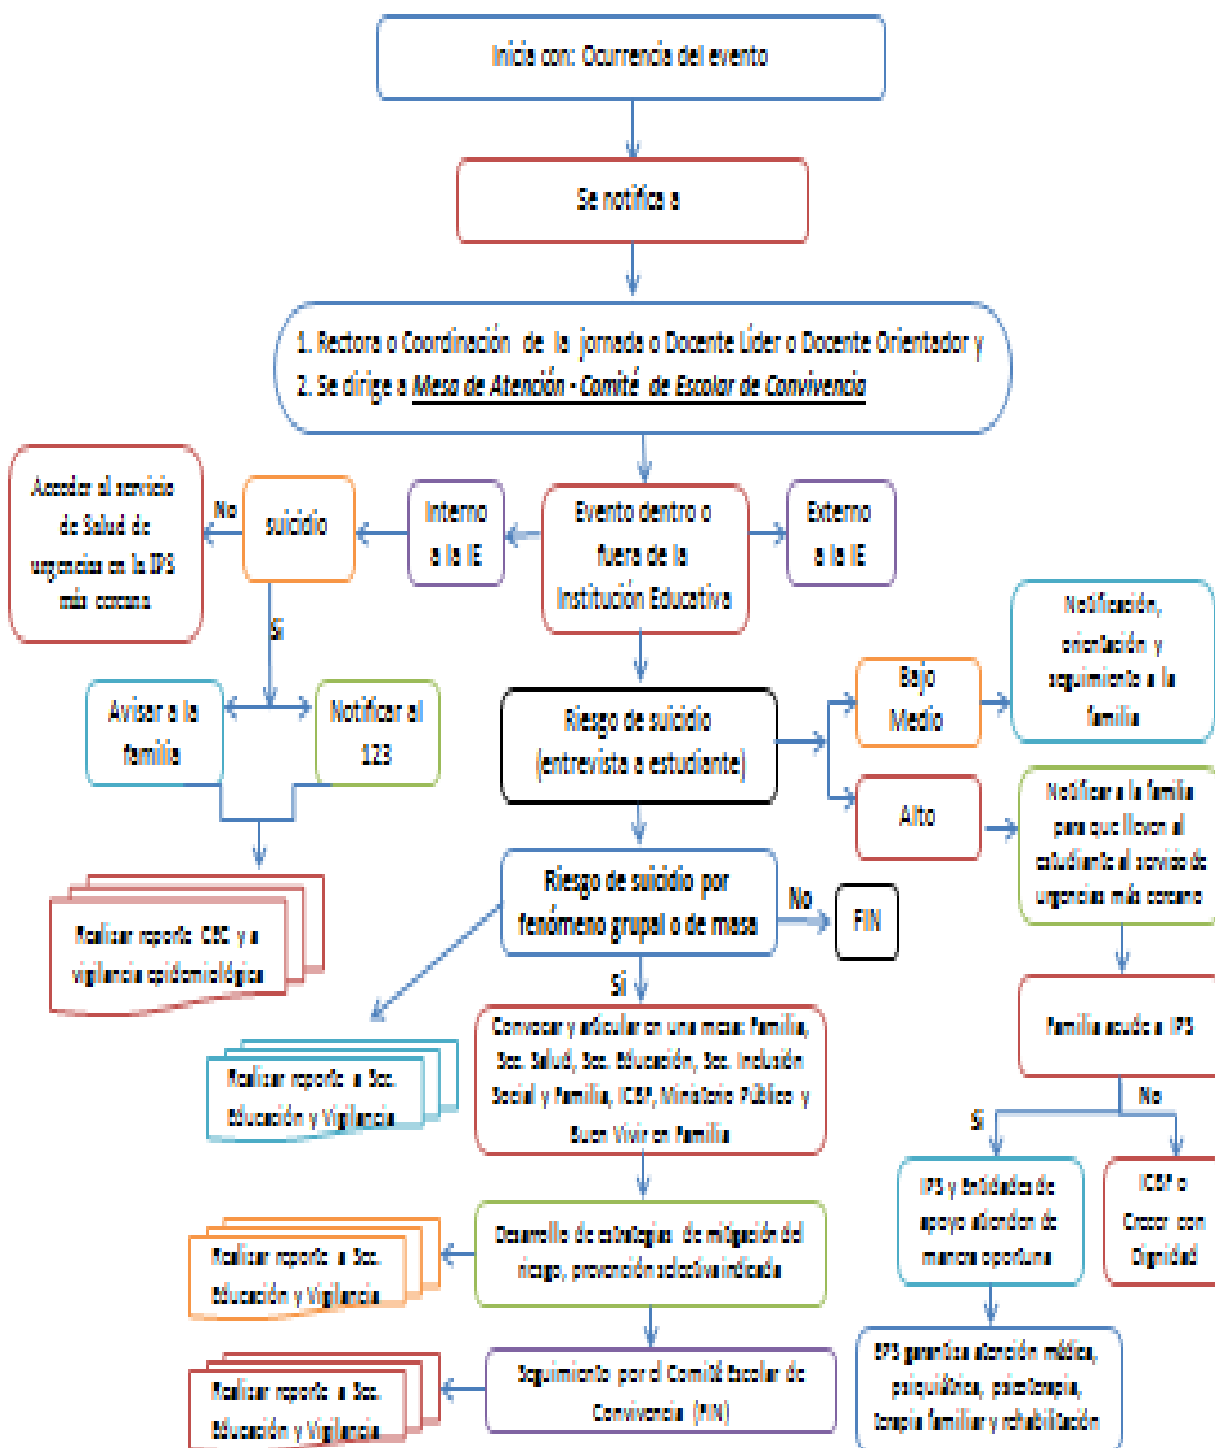 Inicia con: Ocurrencia del evento
Se notifica a
1. Rectora o Coordinación de la jornada o Docente Líder o Docente Orientador y
2. Se dirige a Mesa de Atención - Comité de Escolar de Convivencia
Acceder al servicio
de Salud de
urgencias en la IPS
más cercana
No
suicidio
Interno
a la IE
Evento dentro o
fuera de la
Institución Educativa
Externo
a la IE
Si
Avisar a la
familia
Notificar al
123
Riesgo de suicidio
(entrevista a estudiante)
Bajo
Medio
Notificación,
orientación y
seguimiento a la
familia
Alto
Notificar a la familia
para que lleven al
estudiante al servicio de
urgencias más cercano
Realizar reporte CEC y a
vigilancia epidemiológica
Riesgo de suicidio por
fenómeno grupal o de masa
No
FIN
Si
Familia acude a IPS
Realizar reporte a Sec.
Educación y Vigilancia
Convocar y articular en una mesa: Familia,
Sec. Salud, Sec. Educación, Sec. Inclusión
Social y Familia, ICBF, Ministerio Público y
Buen Vivir en Familia
Si
No
IPS y Entidades de
apoyo atienden de
manera oportuna
ICBF o
Crecer con
Dignidad
Realizar reporte a Sec.
Educación y Vigilancia
Desarrollo de estrategias de mitigación del
riesgo, prevención selectiva indicada
EPS garantiza atención médica,
psiquiátrica, psicoterapia,
terapia familiar y rehabilitación
Realizar reporte a Sec.
Educación y Vigilancia
Seguimiento por el Comité Escolar de
Convivencia (FIN)